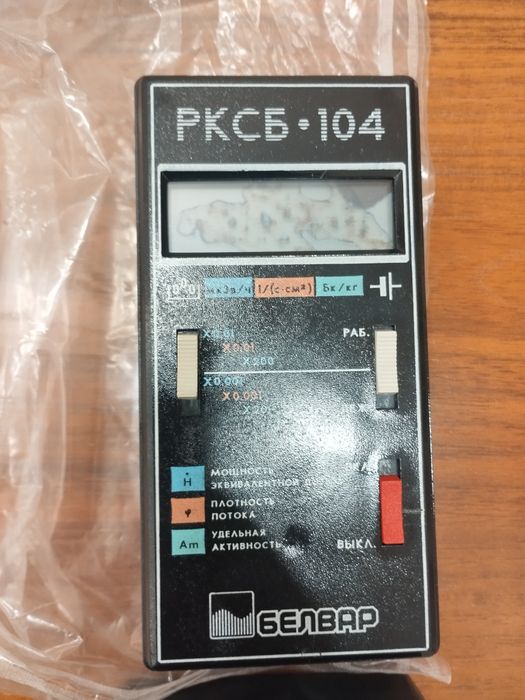 РКСБ•104
мкЗв/ч 1/(с·см²) Бк/кг
Х0.01
Х0.01
Х200
РАБ.
Х0.001
Х0.001
Ḣ МОЩНОСТЬ
ЭКВИВАЛЕНТНОЙ
φ ПЛОТНОСТЬ
ПОТОКА
Am УДЕЛЬНАЯ
АКТИВНОСТЬ
ВЫКЛ.
БЕЛВАР